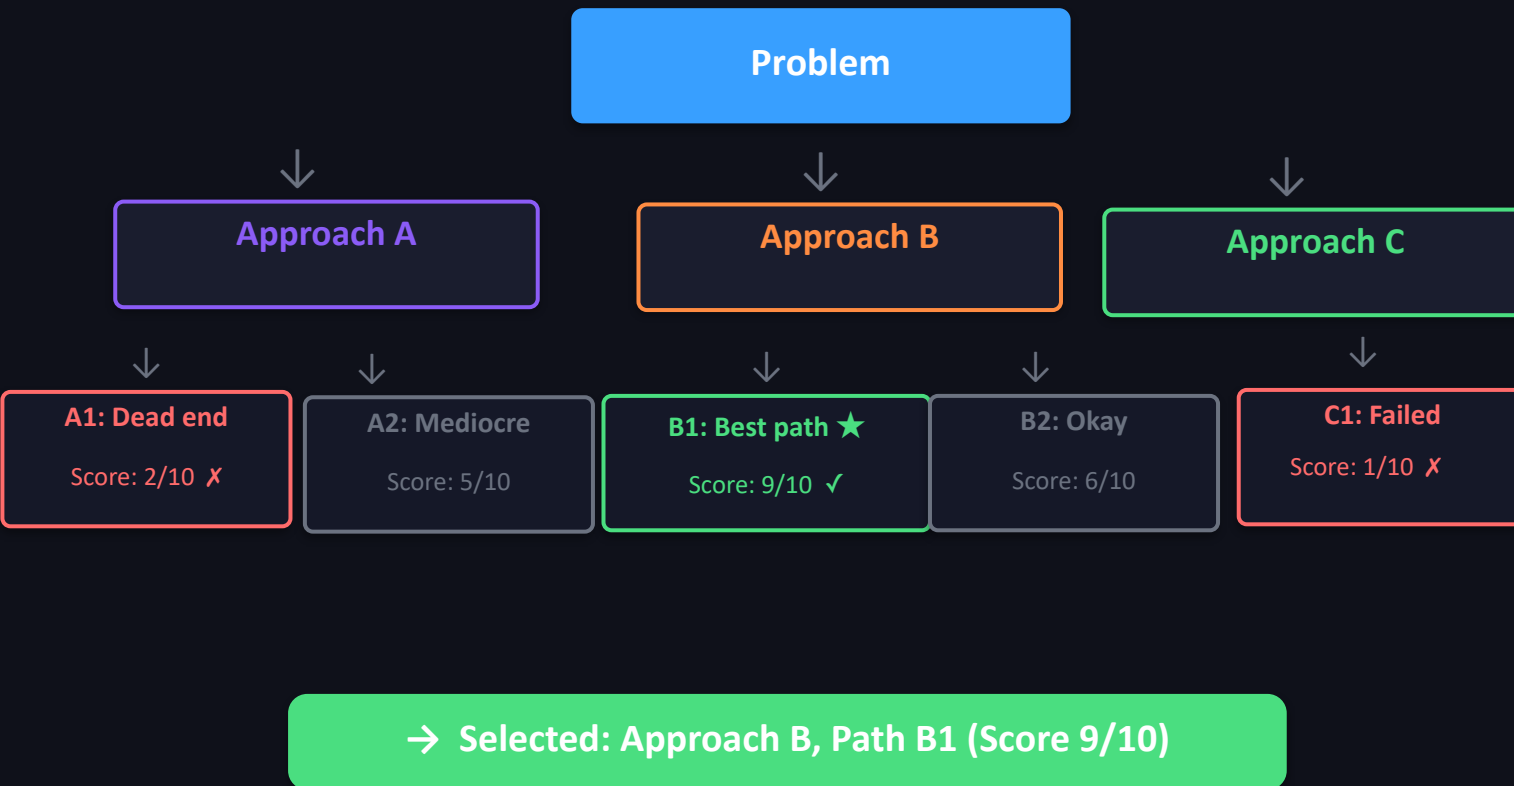 Problem
Approach A
Approach B
Approach C
A1: Dead end
Score: 2/10 ✗
A2: Mediocre
Score: 5/10
B1: Best path ★
Score: 9/10 ✓
B2: Okay
Score: 6/10
C1: Failed
Score: 1/10 ✗
→ Selected: Approach B, Path B1 (Score 9/10)